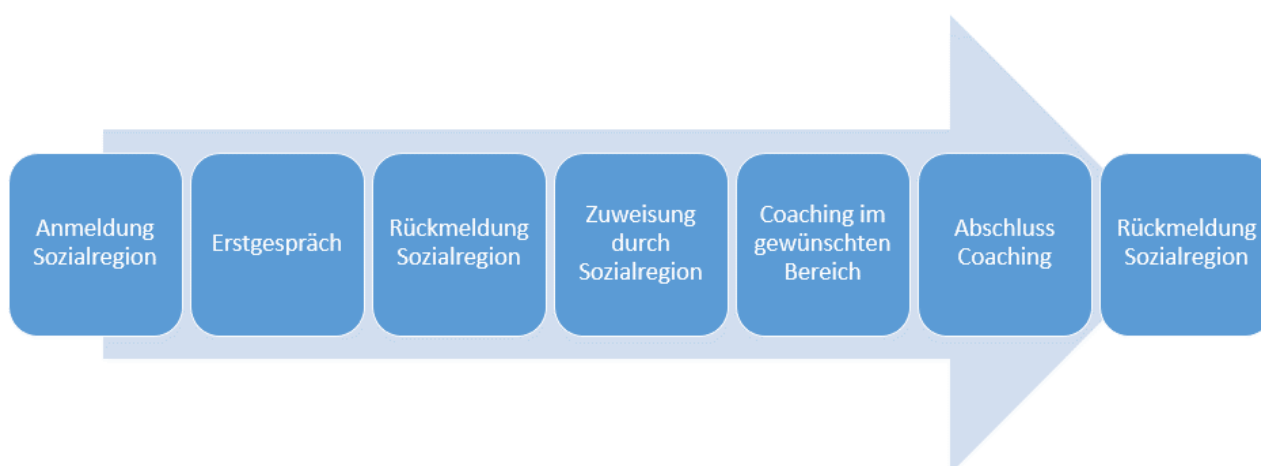 Anmeldung
Sozialregion
Erstgespräch
Rückmeldung
Sozialregion
Zuweisung
durch
Sozialregion
Coaching im
gewünschten
Bereich
Abschluss
Coaching
Rückmeldung
Sozialregion